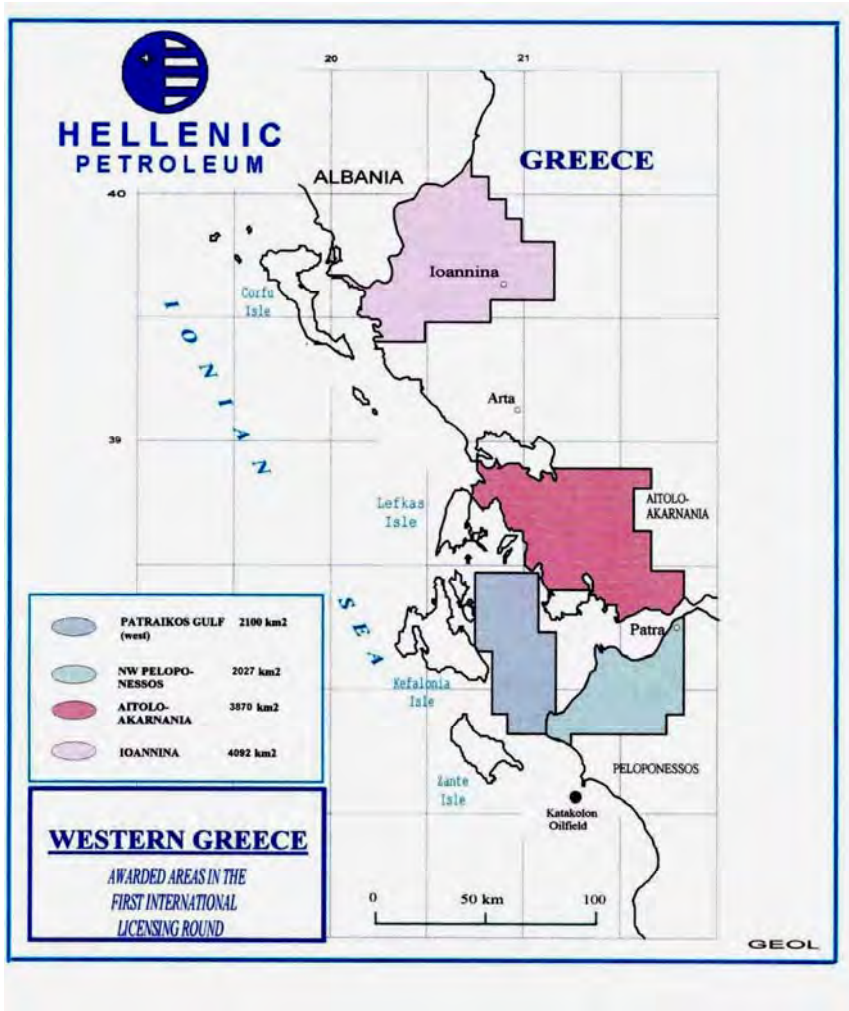 20
21
HELLENIC
PETROLEUM
ALBANIA
GREECE
40
Ioannina
Corfu
Isle
IONIAN
Arta
39
Lefkas
Isle
AITOLO-
AKARNANIA
SEA
PATRAIKOS GULF 2100 km2
(west)
NW PELOPO- 2027 km2
NESSOS
AITOLO- 3870 km2
AKARNANIA
IOANNINA 4092 km2
Patra
Kefalonia
Isle
PELOPONESSOS
Zante
Isle
Katakolon
Oilfield
WESTERN GREECE
AWARDED AREAS IN THE
FIRST INTERNATIONAL
LICENSING ROUND
0 50 km 100
GEOL